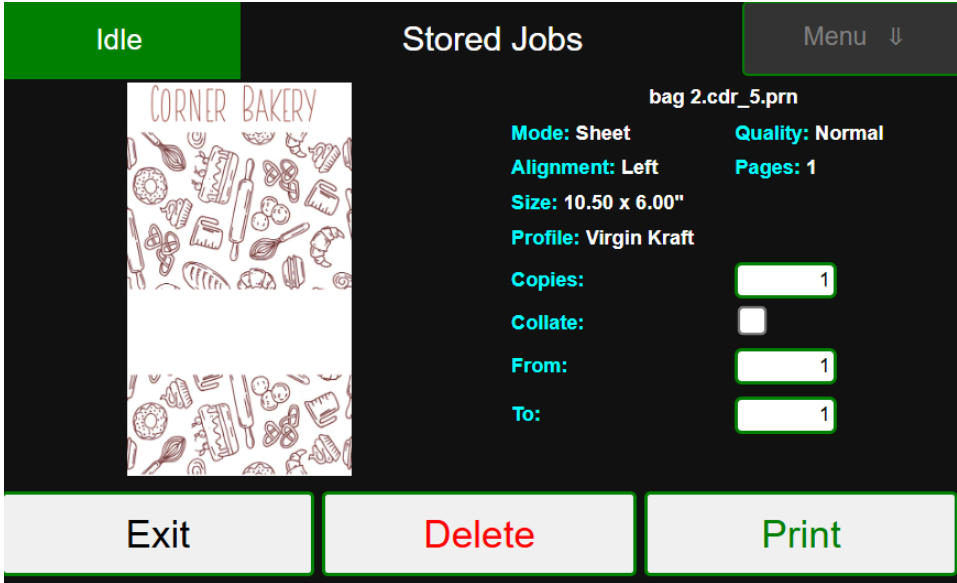 Idle
Stored Jobs
Menu ⇓
CORNER BAKERY
bag 2.cdr_5.prn
Mode: Sheet Quality: Normal
Alignment: Left Pages: 1
Size: 10.50 x 6.00"
Profile: Virgin Kraft
Copies: 1
Collate:
From: 1
To: 1
Exit
Delete
Print